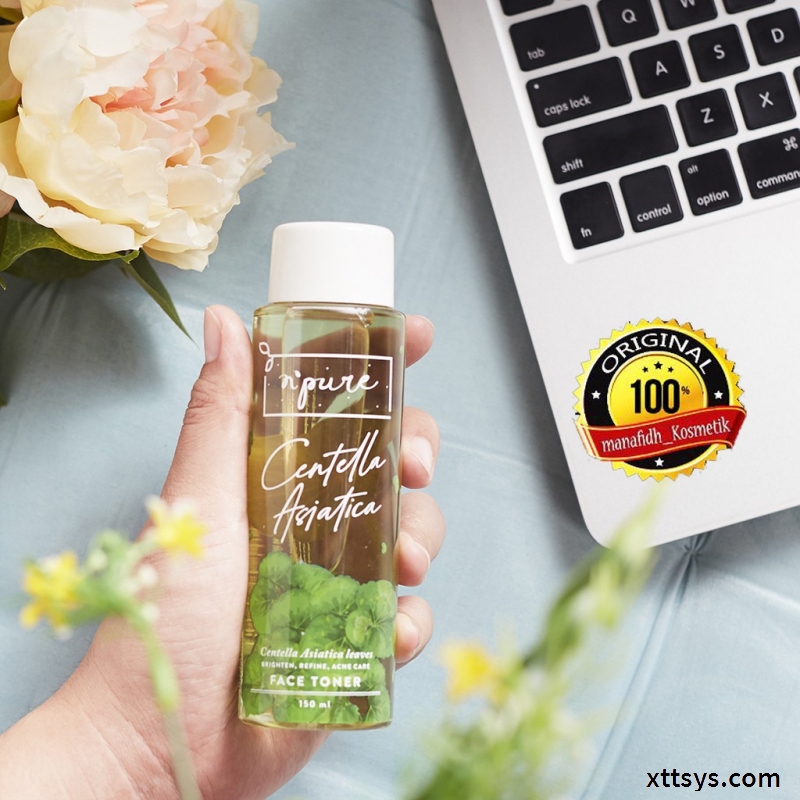 Q
W
tab
A
S
D
caps lock
Z
X
shift
⌘
alt
fn
control
option
comman
n'pure
Centella
Asiatica
Centella Asiatica leaves
BRIGHTEN, REFINE, ACNE CARE
FACE TONER
150 ml
ORIGINAL
100%
manafidh_Kosmetik
xttsys.com